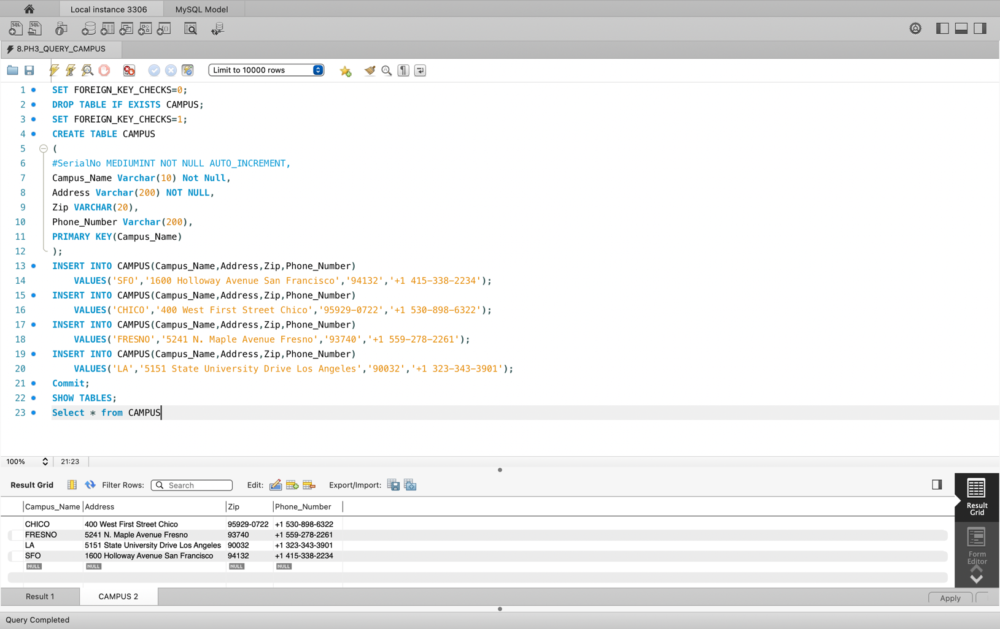 Local instance 3306 MySQL Model
SQL SQL
8.PH3_QUERY_CAMPUS
Limit to 10000 rows
1 SET FOREIGN_KEY_CHECKS=0;
2 DROP TABLE IF EXISTS CAMPUS;
3 SET FOREIGN_KEY_CHECKS=1;
4 CREATE TABLE CAMPUS
5 (
6 #SerialNo MEDIUMINT NOT NULL AUTO_INCREMENT,
7 Campus_Name Varchar(10) Not Null,
8 Address Varchar(200) NOT NULL,
9 Zip VARCHAR(20),
10 Phone_Number Varchar(200),
11 PRIMARY KEY(Campus_Name)
12 );
13 INSERT INTO CAMPUS(Campus_Name,Address,Zip,Phone_Number)
14 VALUES('SFO','1600 Holloway Avenue San Francisco','94132','+1 415-338-2234');
15 INSERT INTO CAMPUS(Campus_Name,Address,Zip,Phone_Number)
16 VALUES('CHICO','400 West First Street Chico','95929-0722','+1 530-898-6322');
17 INSERT INTO CAMPUS(Campus_Name,Address,Zip,Phone_Number)
18 VALUES('FRESNO','5241 N. Maple Avenue Fresno','93740','+1 559-278-2261');
19 INSERT INTO CAMPUS(Campus_Name,Address,Zip,Phone_Number)
20 VALUES('LA','5151 State University Drive Los Angeles','90032','+1 323-343-3901');
21 Commit;
22 SHOW TABLES;
23 Select * from CAMPUS
100% 21:23
Result Grid Filter Rows: Search Edit: Export/Import:
Campus_Name Address Zip Phone_Number
CHICO 400 West First Street Chico 95929-0722 +1 530-898-6322
FRESNO 5241 N. Maple Avenue Fresno 93740 +1 559-278-2261
LA 5151 State University Drive Los Angeles 90032 +1 323-343-3901
SFO 1600 Holloway Avenue San Francisco 94132 +1 415-338-2234
NULL NULL NULL NULL
Result
Grid
Form
Editor
Result 1 CAMPUS 2 Apply
Query Completed